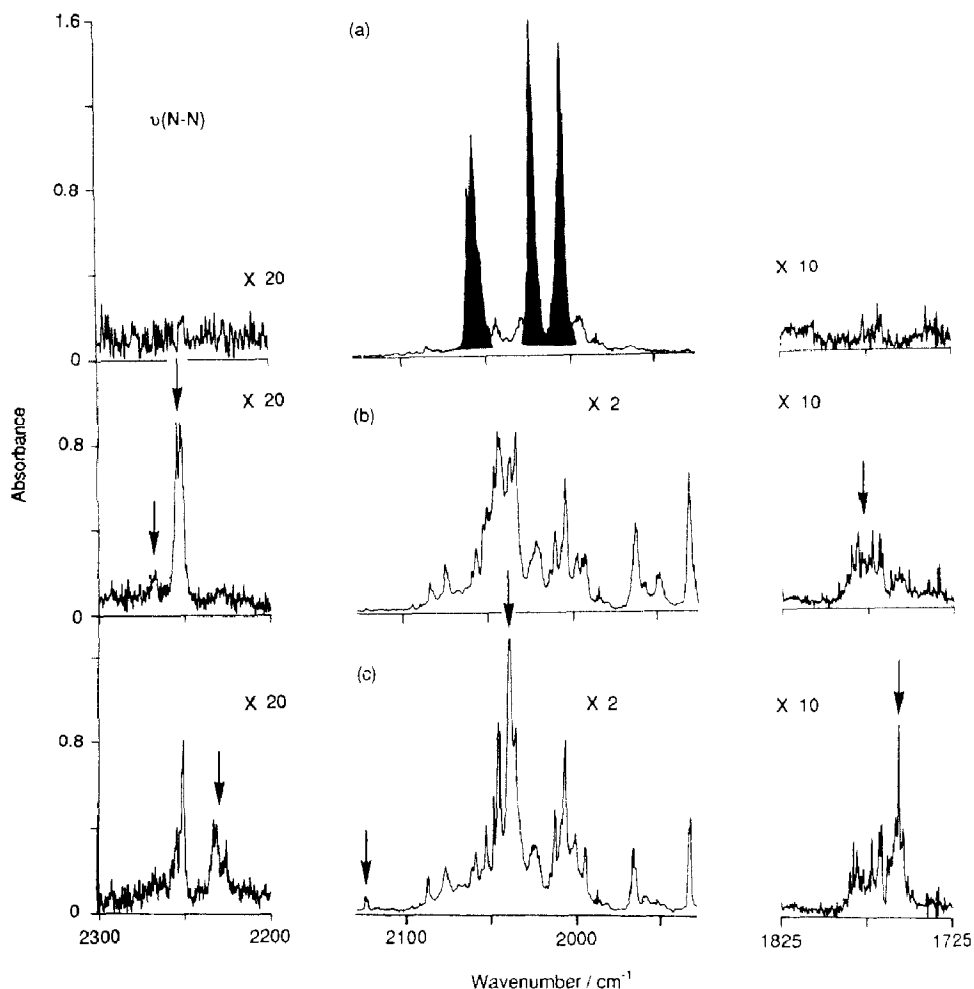 1.6
(a)
υ(N-N)
0.8
X 20
X 10
0
X 20
(b)
X 2
X 10
0.8
Absorbance
0
(c)
X 20
X 2
X 10
0.8
0
2300
2200
2100
2000
1825
1725
Wavenumber / cm⁻¹